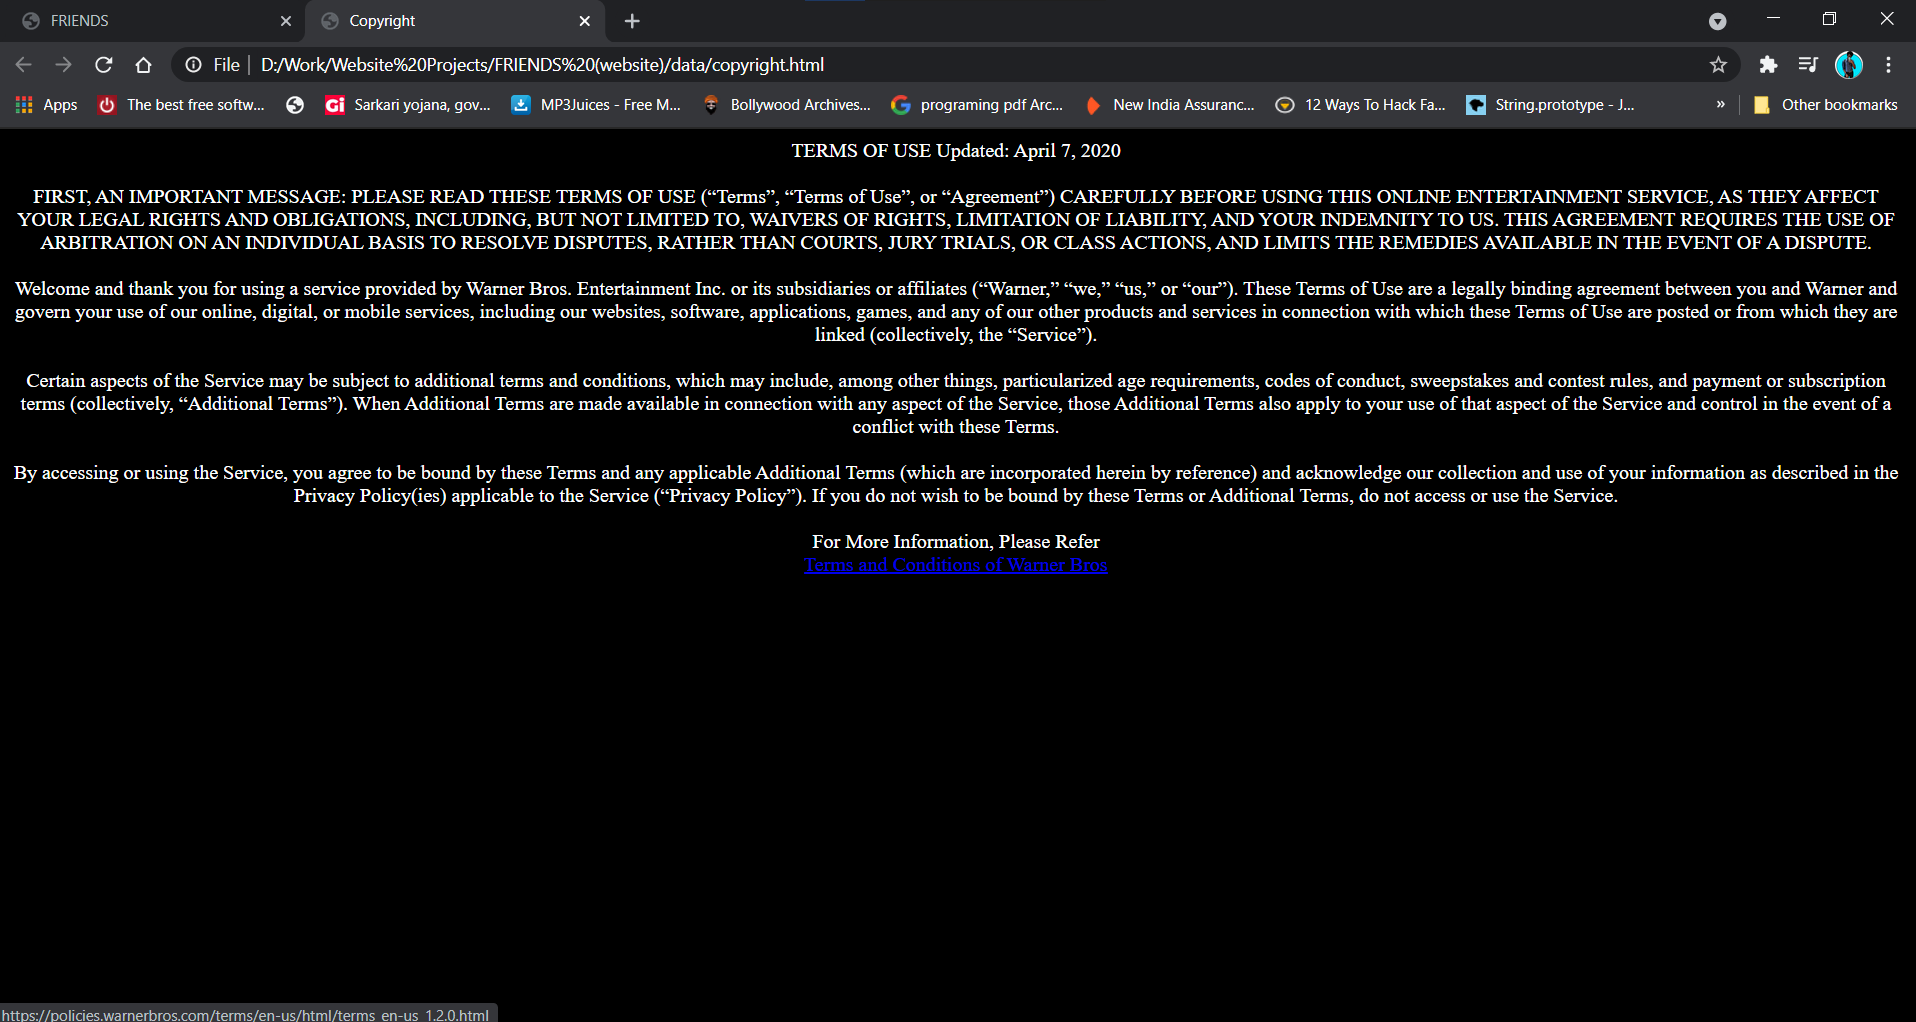 FRIENDS
Copyright
File
D:/Work/Website%20Projects/FRIENDS%20(website)/data/copyright.html
Apps
The best free softw...
Gi
Sarkari yojana, gov...
MP3Juices - Free M...
Bollywood Archives...
programing pdf Arc...
New India Assuranc...
12 Ways To Hack Fa...
String.prototype - J...
»
Other bookmarks
TERMS OF USE Updated: April 7, 2020
FIRST, AN IMPORTANT MESSAGE: PLEASE READ THESE TERMS OF USE (“Terms”, “Terms of Use”, or “Agreement”) CAREFULLY BEFORE USING THIS ONLINE ENTERTAINMENT SERVICE, AS THEY AFFECT
YOUR LEGAL RIGHTS AND OBLIGATIONS, INCLUDING, BUT NOT LIMITED TO, WAIVERS OF RIGHTS, LIMITATION OF LIABILITY, AND YOUR INDEMNITY TO US. THIS AGREEMENT REQUIRES THE USE OF
ARBITRATION ON AN INDIVIDUAL BASIS TO RESOLVE DISPUTES, RATHER THAN COURTS, JURY TRIALS, OR CLASS ACTIONS, AND LIMITS THE REMEDIES AVAILABLE IN THE EVENT OF A DISPUTE.
Welcome and thank you for using a service provided by Warner Bros. Entertainment Inc. or its subsidiaries or affiliates (“Warner,” “we,” “us,” or “our”). These Terms of Use are a legally binding agreement between you and Warner and
govern your use of our online, digital, or mobile services, including our websites, software, applications, games, and any of our other products and services in connection with which these Terms of Use are posted or from which they are
linked (collectively, the “Service”).
Certain aspects of the Service may be subject to additional terms and conditions, which may include, among other things, particularized age requirements, codes of conduct, sweepstakes and contest rules, and payment or subscription
terms (collectively, “Additional Terms”). When Additional Terms are made available in connection with any aspect of the Service, those Additional Terms also apply to your use of that aspect of the Service and control in the event of a
conflict with these Terms.
By accessing or using the Service, you agree to be bound by these Terms and any applicable Additional Terms (which are incorporated herein by reference) and acknowledge our collection and use of your information as described in the
Privacy Policy(ies) applicable to the Service (“Privacy Policy”). If you do not wish to be bound by these Terms or Additional Terms, do not access or use the Service.
For More Information, Please Refer
Terms and Conditions of Warner Bros
https://policies.warnerbros.com/terms/en-us/html/terms_en-us_1.2.0.html